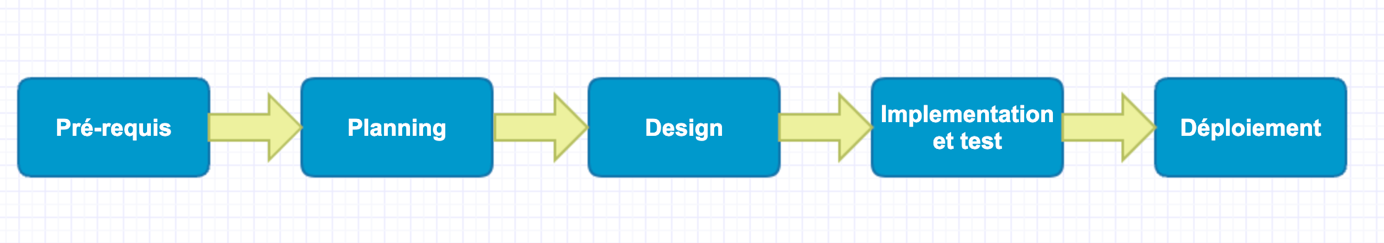 Pré-requis
Planning
Design
Implementation
et test
Déploiement